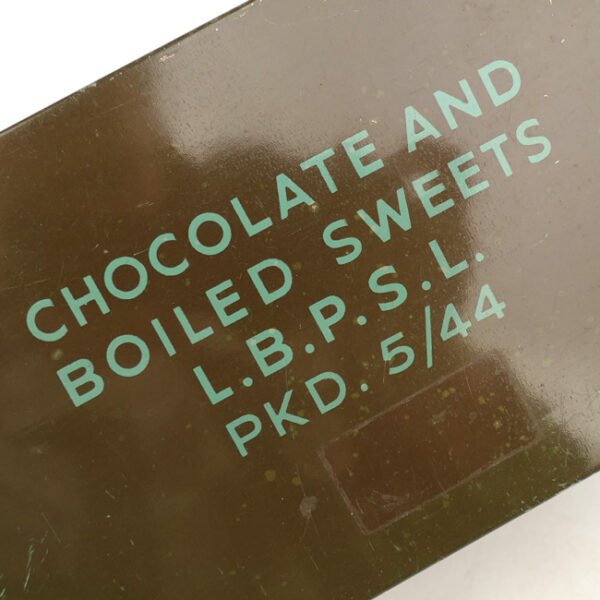 CHOCOLATE AND
BOILED SWEETS
L.B.P.S.L.
PKD. 5/44